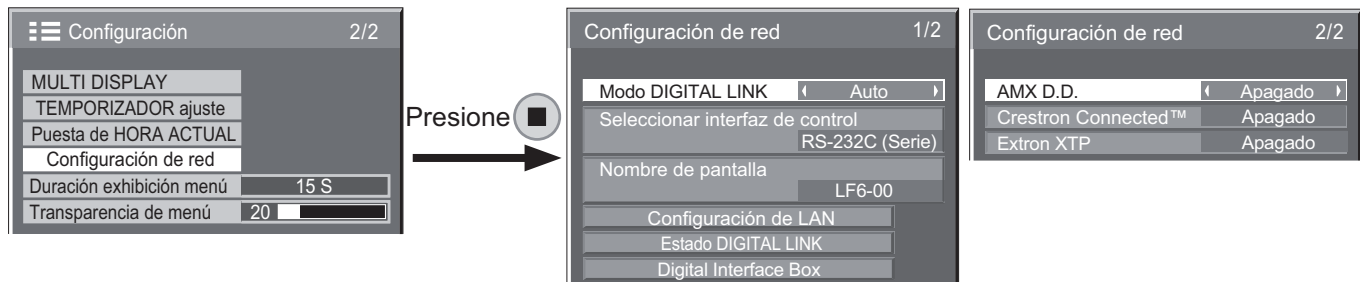 Configuración 2/2
MULTI DISPLAY
TEMPORIZADOR ajuste
Puesta de HORA ACTUAL
Configuración de red
Duración exhibición menú 15 S
Transparencia de menú 20
Presione
Configuración de red 1/2
Modo DIGITAL LINK Auto
Seleccionar interfaz de control
RS-232C (Serie)
Nombre de pantalla
LF6-00
Configuración de LAN
Estado DIGITAL LINK
Digital Interface Box
Configuración de red 2/2
AMX D.D. Apagado
Crestron Connected™ Apagado
Extron XTP Apagado